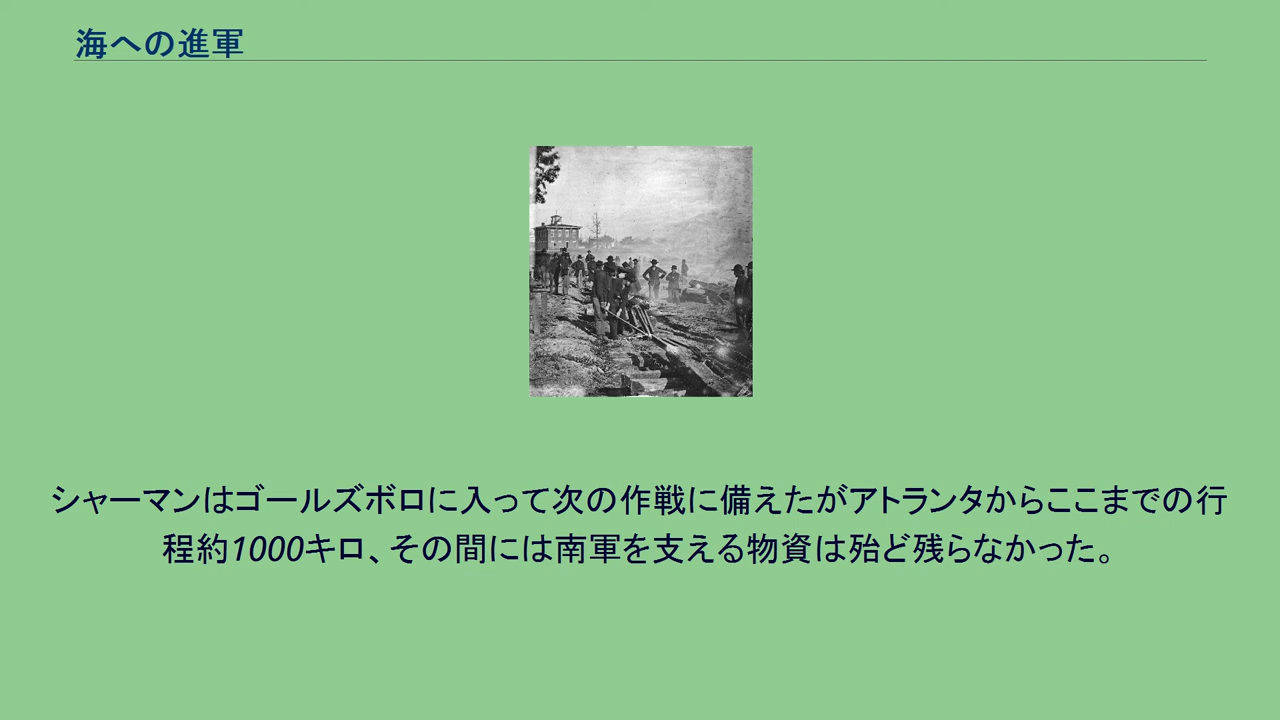 海への進軍
シャーマンはゴールズボロに入って次の作戦に備えたがアトランタからここまでの行
程約1000キロ、その間には南軍を支える物資は殆ど残らなかった。